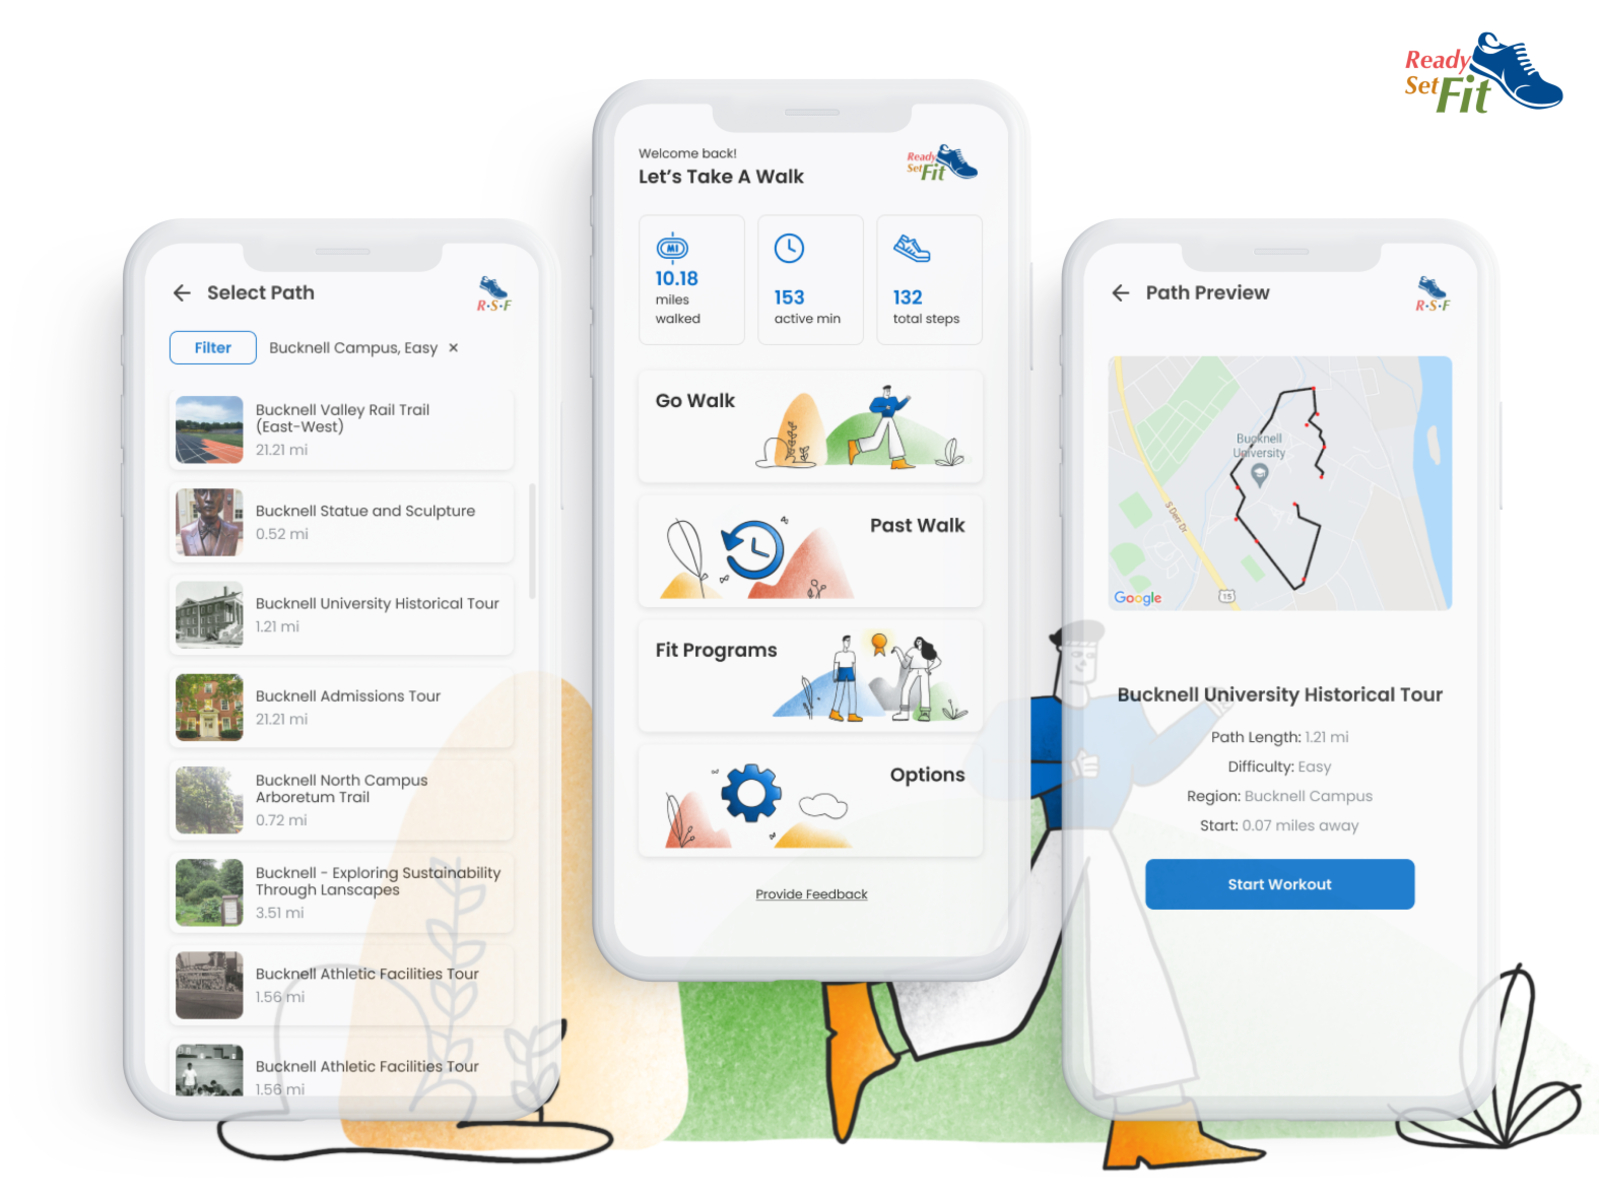 Ready
Set Fit
Select Path
R·S·F
Filter
Bucknell Campus, Easy ×
Bucknell Valley Rail Trail
(East-West)
21.21 mi
Bucknell Statue and Sculpture
0.52 mi
Bucknell University Historical Tour
1.21 mi
Bucknell Admissions Tour
21.21 mi
Bucknell North Campus
Arboretum Trail
0.72 mi
Bucknell - Exploring Sustainability
Through Lanscapes
3.51 mi
Bucknell Athletic Facilities Tour
1.56 mi
Bucknell Athletic Facilities Tour
1.56 mi
Welcome back!
Let's Take A Walk
Ready
Set Fit
MI
10.18
miles
walked
153
active min
132
total steps
Go Walk
Past Walk
Fit Programs
Options
Provide Feedback
Path Preview
R·S·F
Bucknell
University
S Derr Dr
15
Google
Bucknell University Historical Tour
Path Length: 1.21 mi
Difficulty: Easy
Region: Bucknell Campus
Start: 0.07 miles away
Start Workout